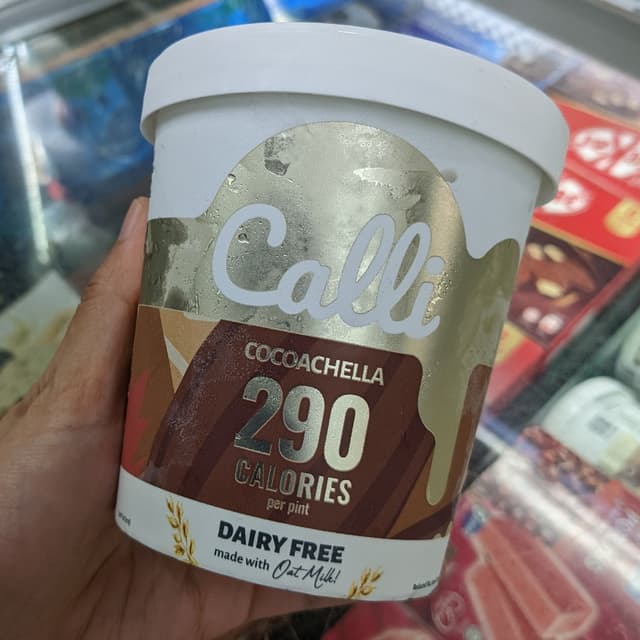 Calli
COCOACHELLA
290
CALORIES
per pint
DAIRY FREE
made with Oat Milk!